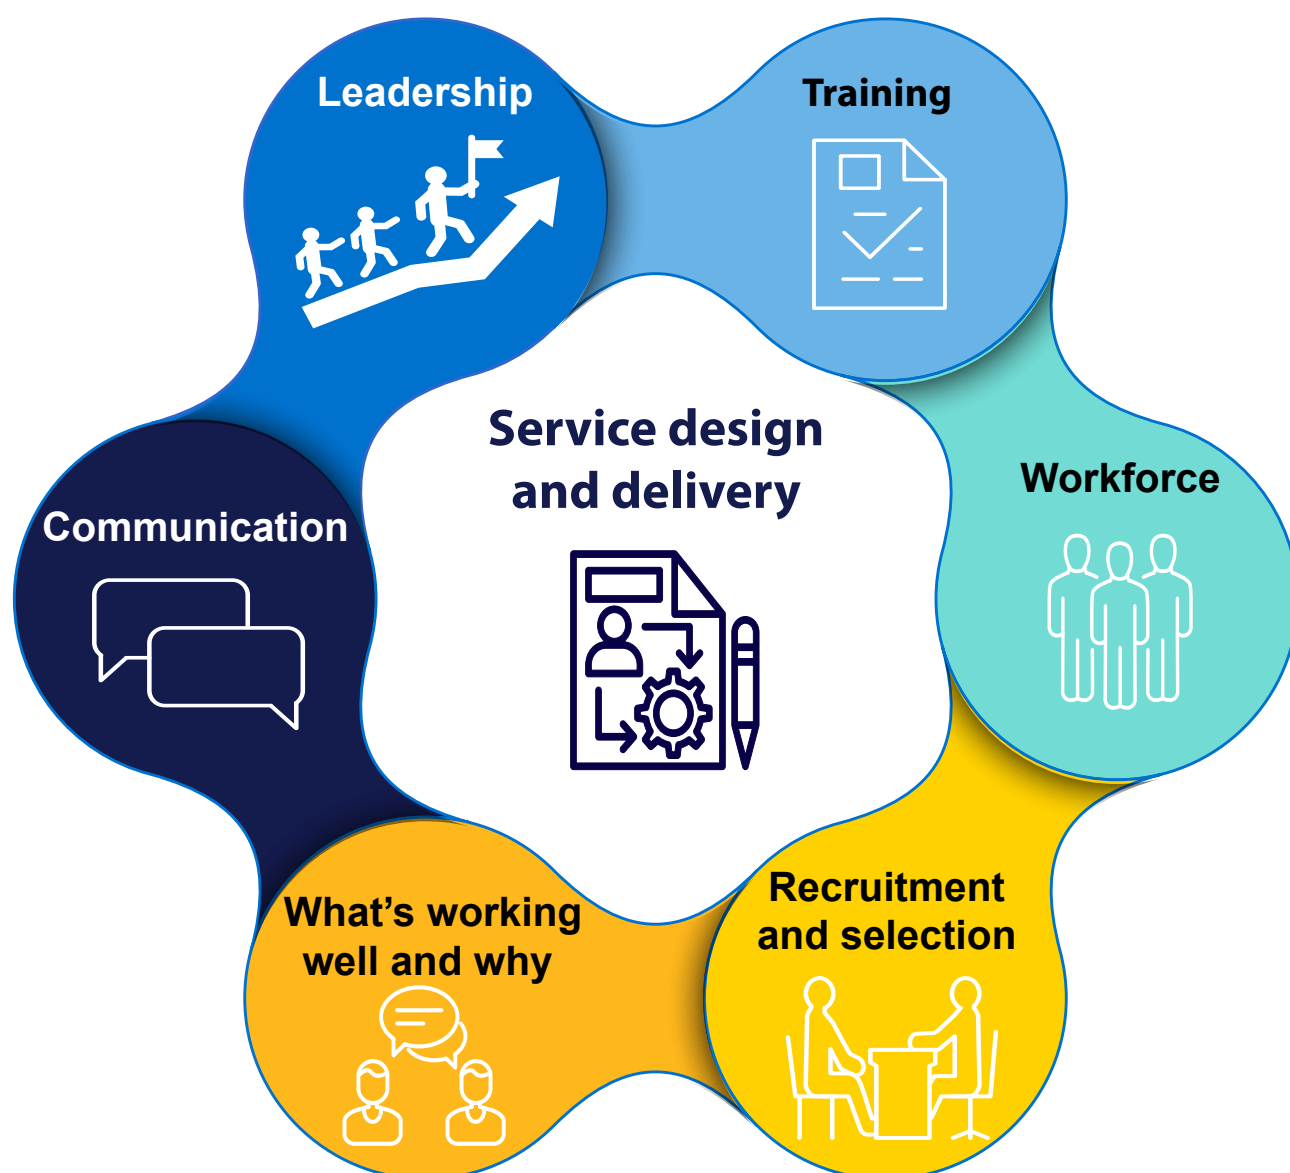 Leadership
Training
Service design
and delivery
Workforce
Communication
Recruitment
and selection
What’s working
well and why